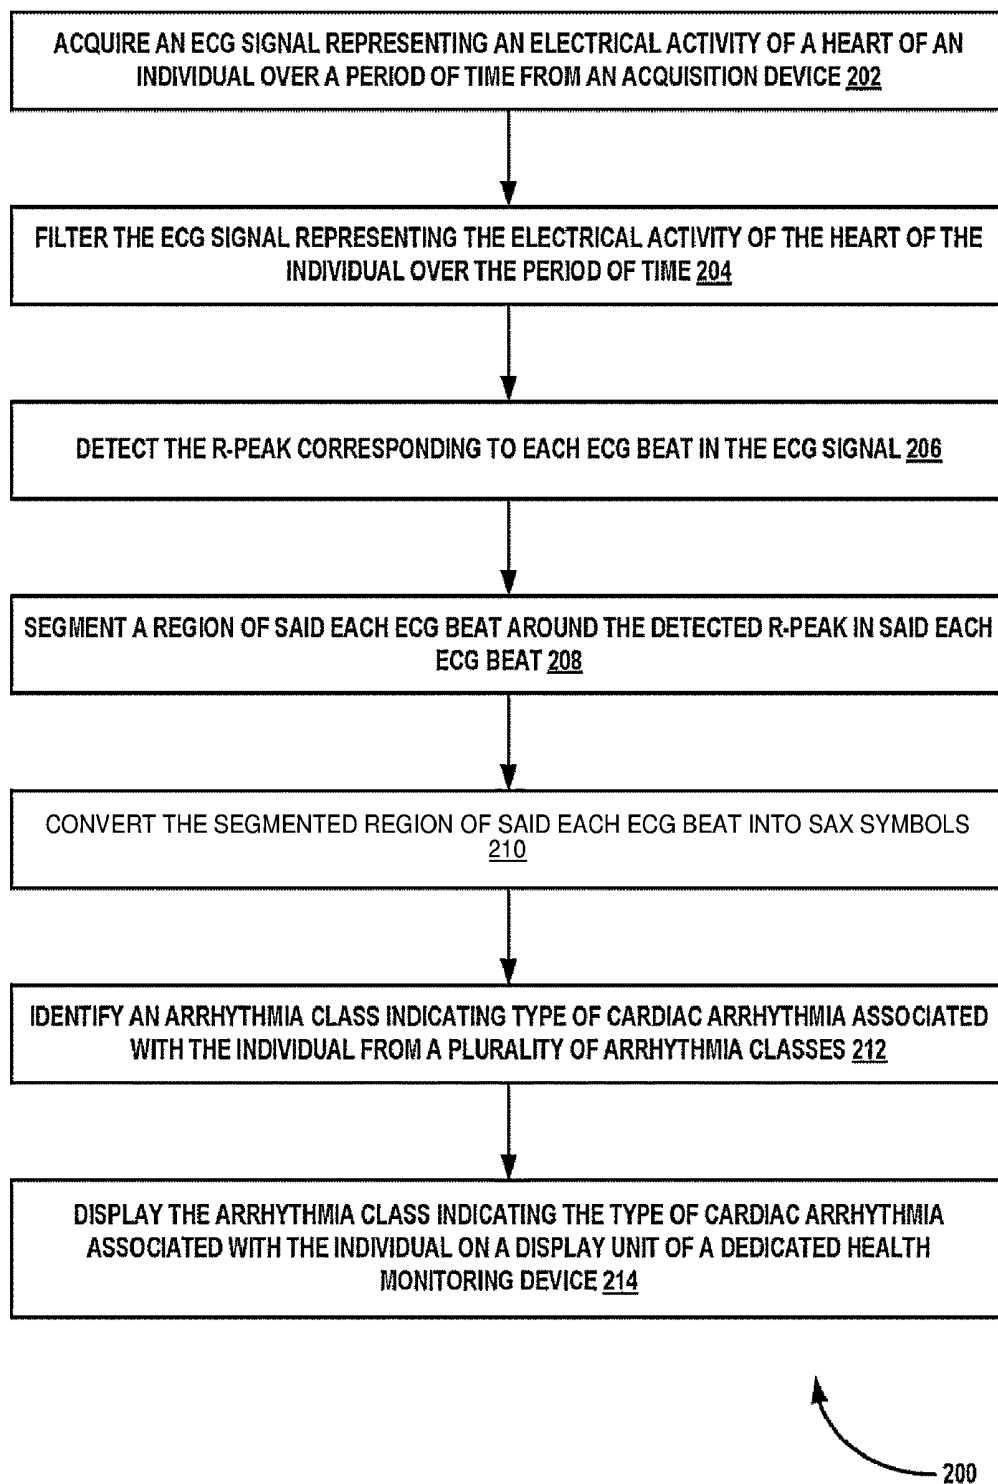 ACQUIRE AN ECG SIGNAL REPRESENTING AN ELECTRICAL ACTIVITY OF A HEART OF AN
INDIVIDUAL OVER A PERIOD OF TIME FROM AN ACQUISITION DEVICE 202
FILTER THE ECG SIGNAL REPRESENTING THE ELECTRICAL ACTIVITY OF THE HEART OF THE
INDIVIDUAL OVER THE PERIOD OF TIME 204
DETECT THE R-PEAK CORRESPONDING TO EACH ECG BEAT IN THE ECG SIGNAL 206
SEGMENT A REGION OF SAID EACH ECG BEAT AROUND THE DETECTED R-PEAK IN SAID EACH
ECG BEAT 208
CONVERT THE SEGMENTED REGION OF SAID EACH ECG BEAT INTO SAX SYMBOLS
210
IDENTIFY AN ARRHYTHMIA CLASS INDICATING TYPE OF CARDIAC ARRHYTHMIA ASSOCIATED
WITH THE INDIVIDUAL FROM A PLURALITY OF ARRHYTHMIA CLASSES 212
DISPLAY THE ARRHYTHMIA CLASS INDICATING THE TYPE OF CARDIAC ARRHYTHMIA
ASSOCIATED WITH THE INDIVIDUAL ON A DISPLAY UNIT OF A DEDICATED HEALTH
MONITORING DEVICE 214
200